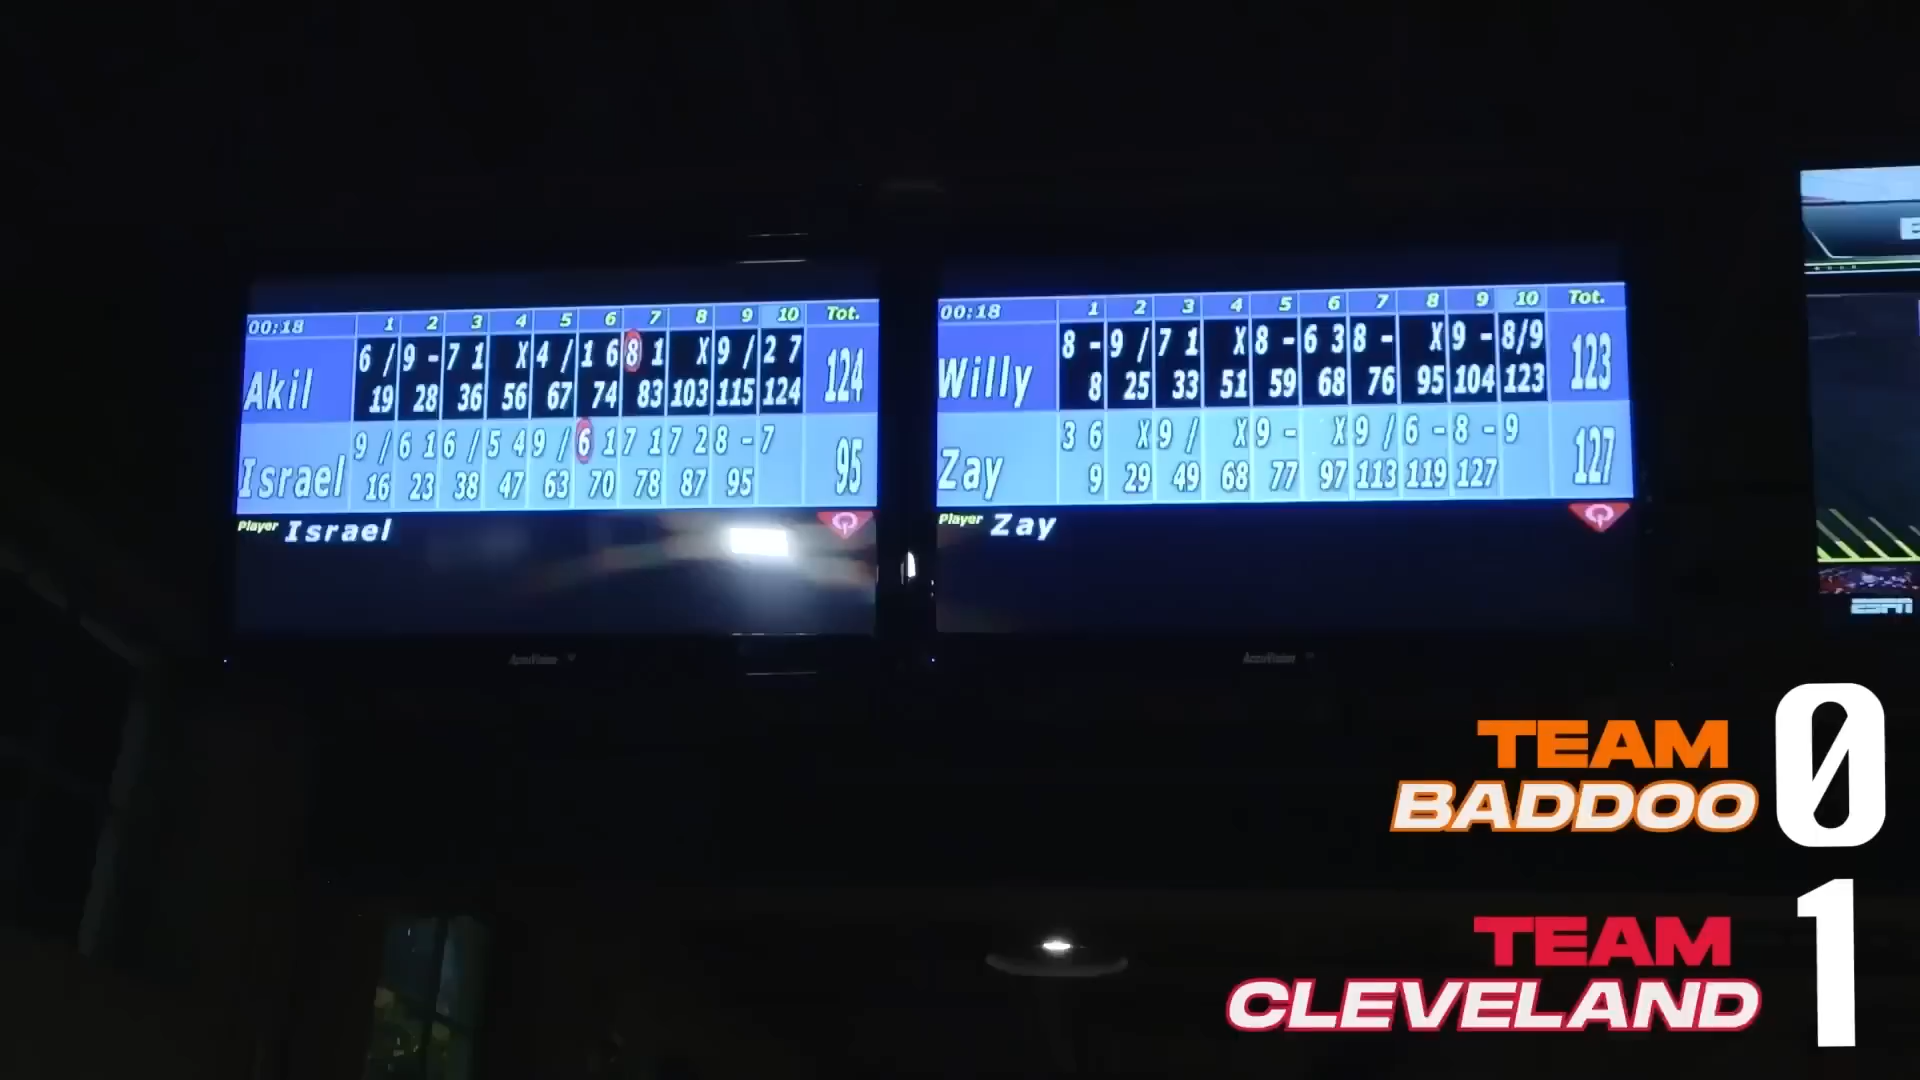 00:18 1 2 3 4 5 6 7 8 9 10 Tot.
Akil 6 / 9 - 7 1 X 4 / 1 6 8 1 X 9 / 2 7 124
19 28 36 56 67 74 83 103 115 124
Israel 9 / 6 1 6 / 5 4 9 / 6 1 7 1 7 2 8 - 7 95
16 23 38 47 63 70 78 87 95
Player Israel
AccuVision
00:18 1 2 3 4 5 6 7 8 9 10 Tot.
Willy 8 - 9 / 7 1 X 8 - 6 3 8 - X 9 - 8/9 123
8 25 33 51 59 68 76 95 104 123
Zay 3 6 X 9 / X 9 - X 9 / 6 - 8 - 9 127
9 29 49 68 77 97 113 119 127
Player Zay
AccuVision
ESPN
TEAM
BADDOO 0
TEAM
CLEVELAND 1